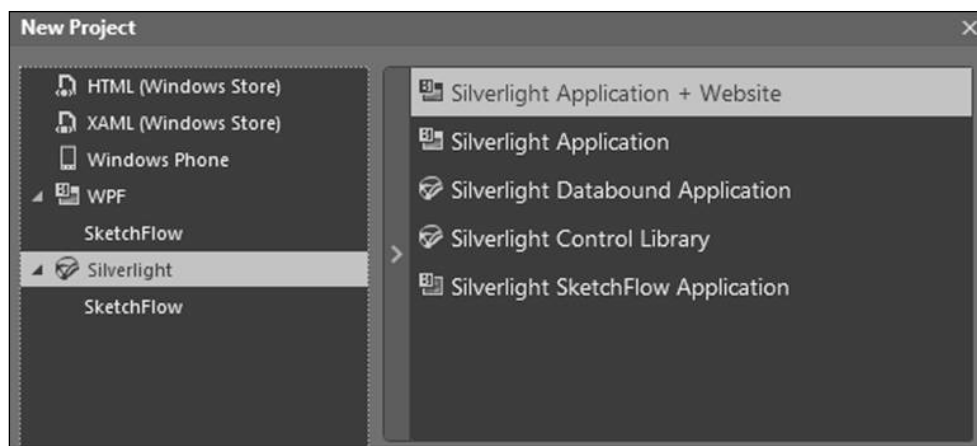 New Project
HTML (Windows Store)
XAML (Windows Store)
Windows Phone
WPF
SketchFlow
Silverlight
SketchFlow
Silverlight Application + Website
Silverlight Application
Silverlight Databound Application
Silverlight Control Library
Silverlight SketchFlow Application